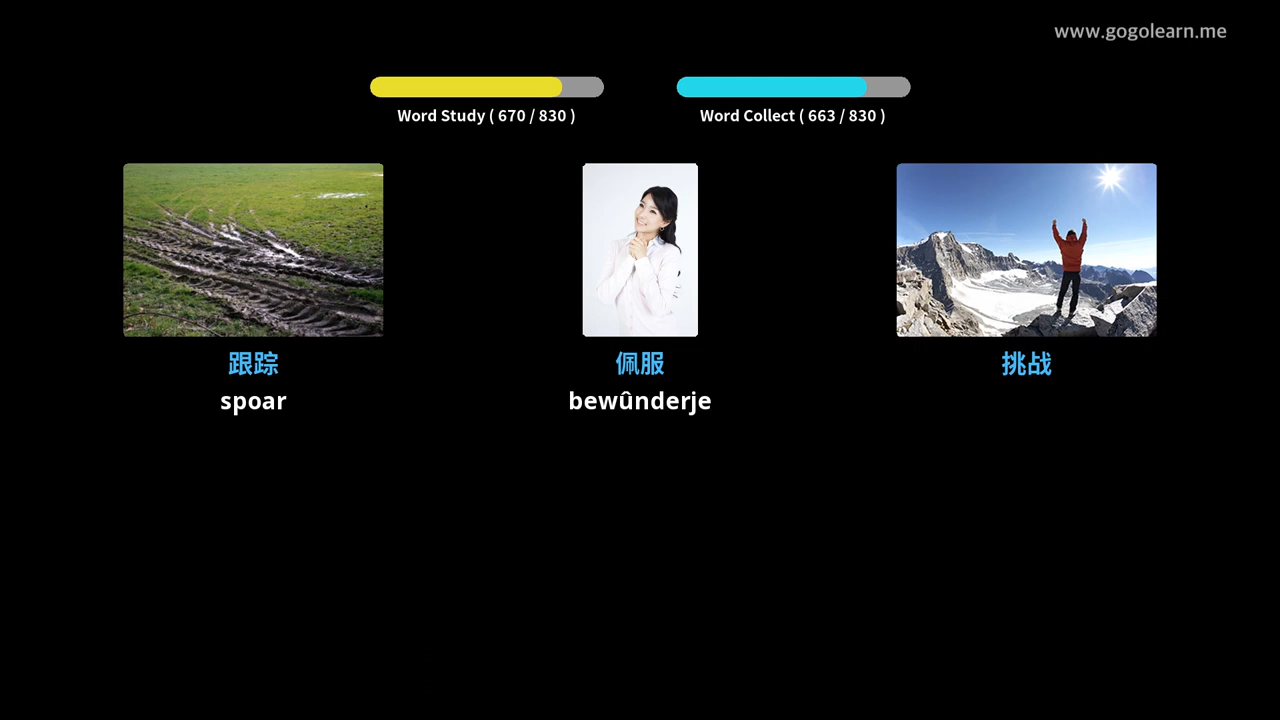 www.gogolearn.me
Word Study ( 670 / 830 )
Word Collect ( 663 / 830 )
跟踪
佩服
挑战
spoar
bewûnderje